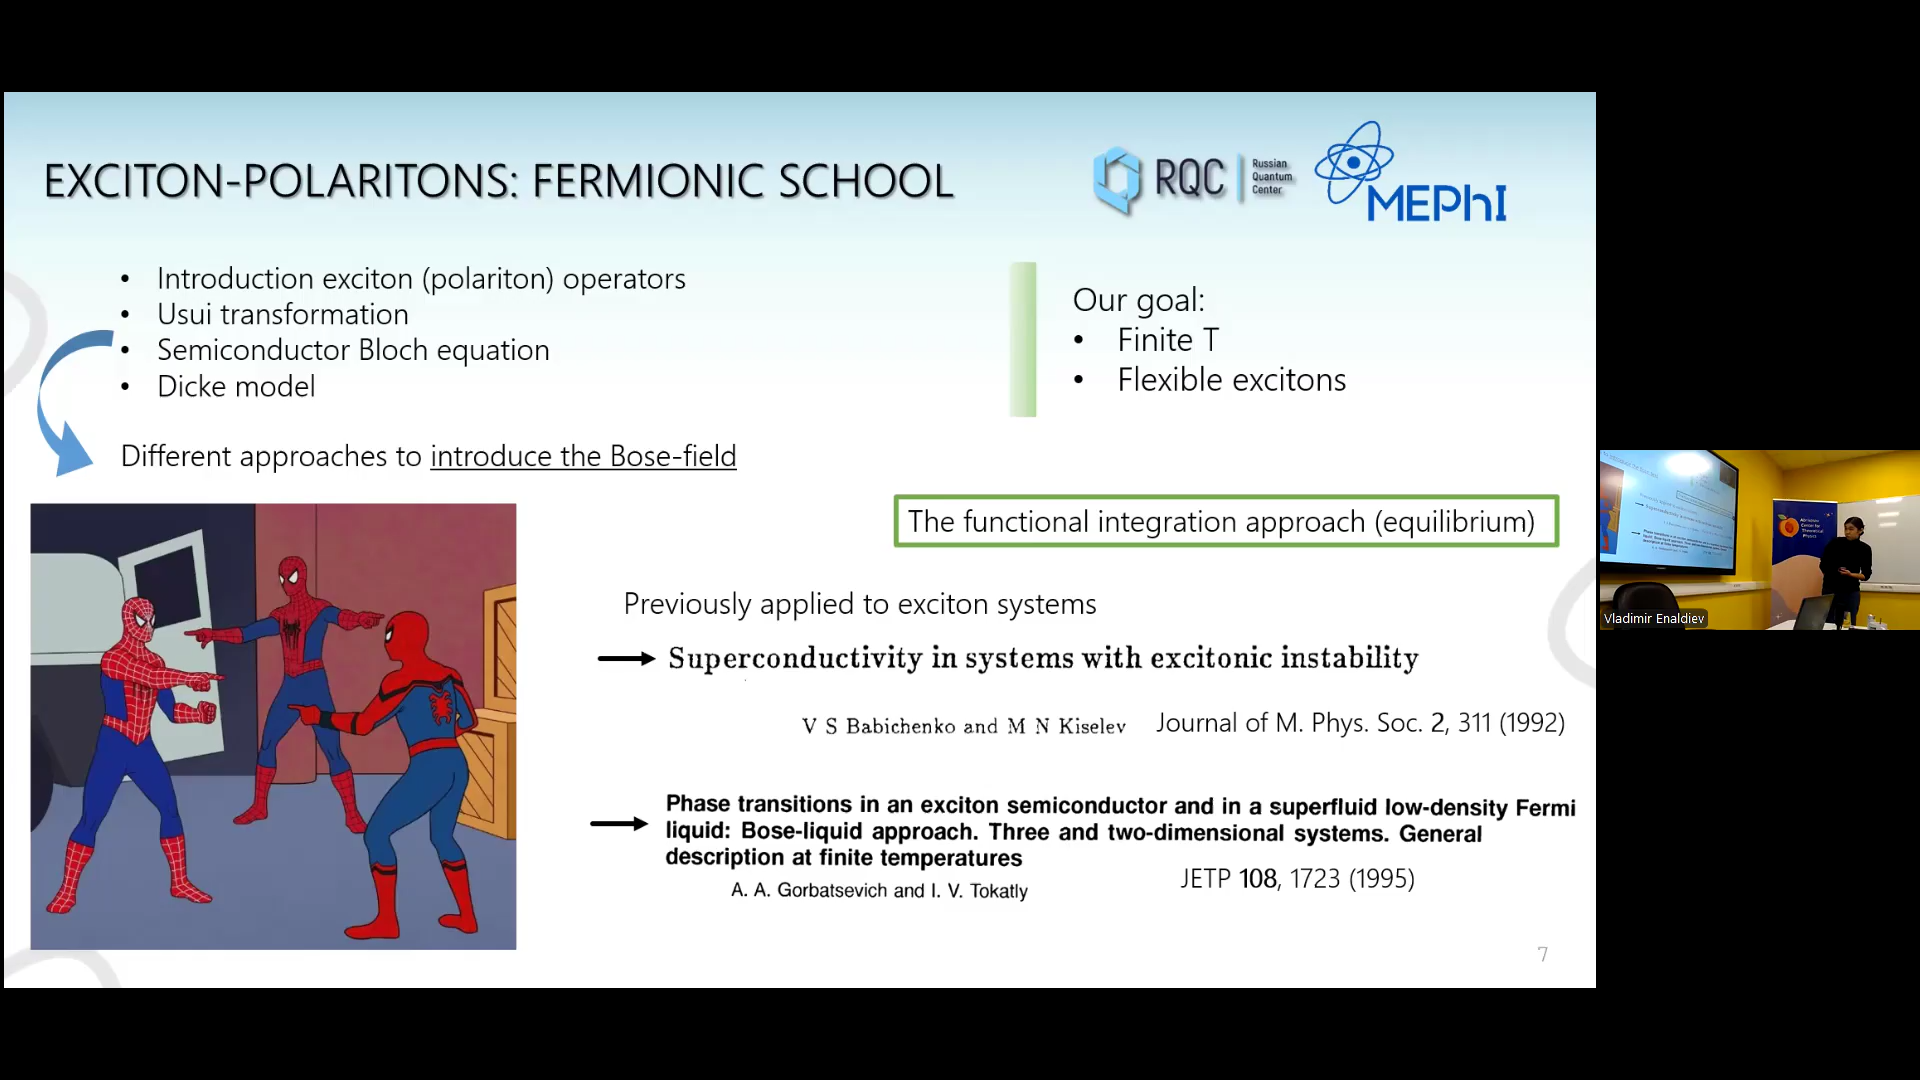 EXCITON-POLARITONS: FERMIONIC SCHOOL
RQC
Russian
Quantum
Center
MEPhI
• Introduction exciton (polariton) operators
• Usui transformation
• Semiconductor Bloch equation
• Dicke model
Different approaches to introduce the Bose-field
Our goal:
• Finite T
• Flexible excitons
The functional integration approach (equilibrium)
Previously applied to exciton systems
Superconductivity in systems with excitonic instability
V S Babichenko and M N Kiselev Journal of M. Phys. Soc. 2, 311 (1992)
Phase transitions in an exciton semiconductor and in a superfluid low-density Fermi
liquid: Bose-liquid approach. Three and two-dimensional systems. General
description at finite temperatures
A. A. Gorbatsevich and I. V. Tokatly
JETP 108, 1723 (1995)
7
Vladimir Enaldiev